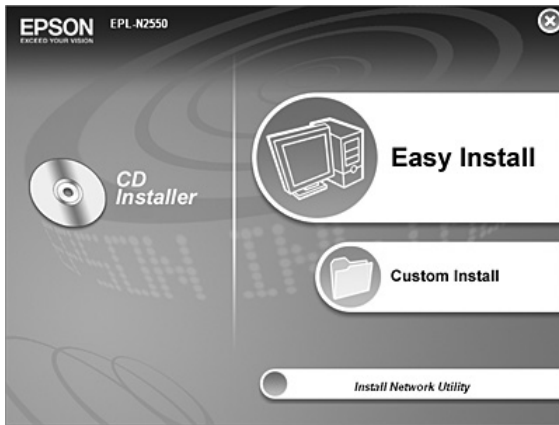 EPSON
EXCEED YOUR VISION
EPL-N2550
CD
Installer
Easy Install
Custom Install
Install Network Utility